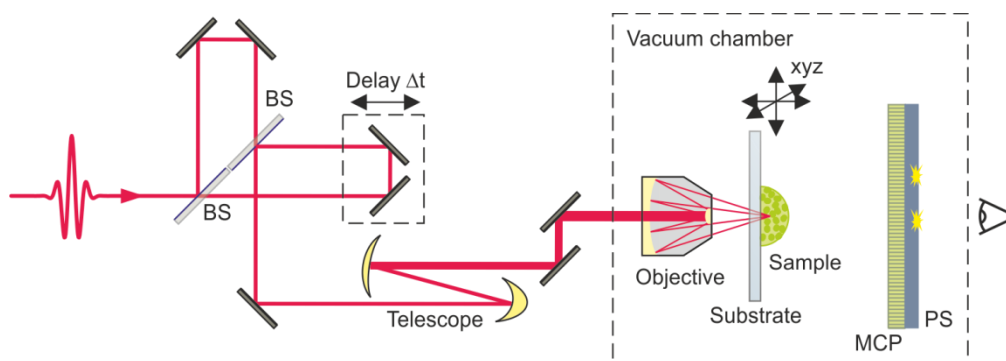 Vacuum chamber
xyz
Delay Δt
BS
BS
Objective
Sample
Substrate
Telescope
PS
MCP